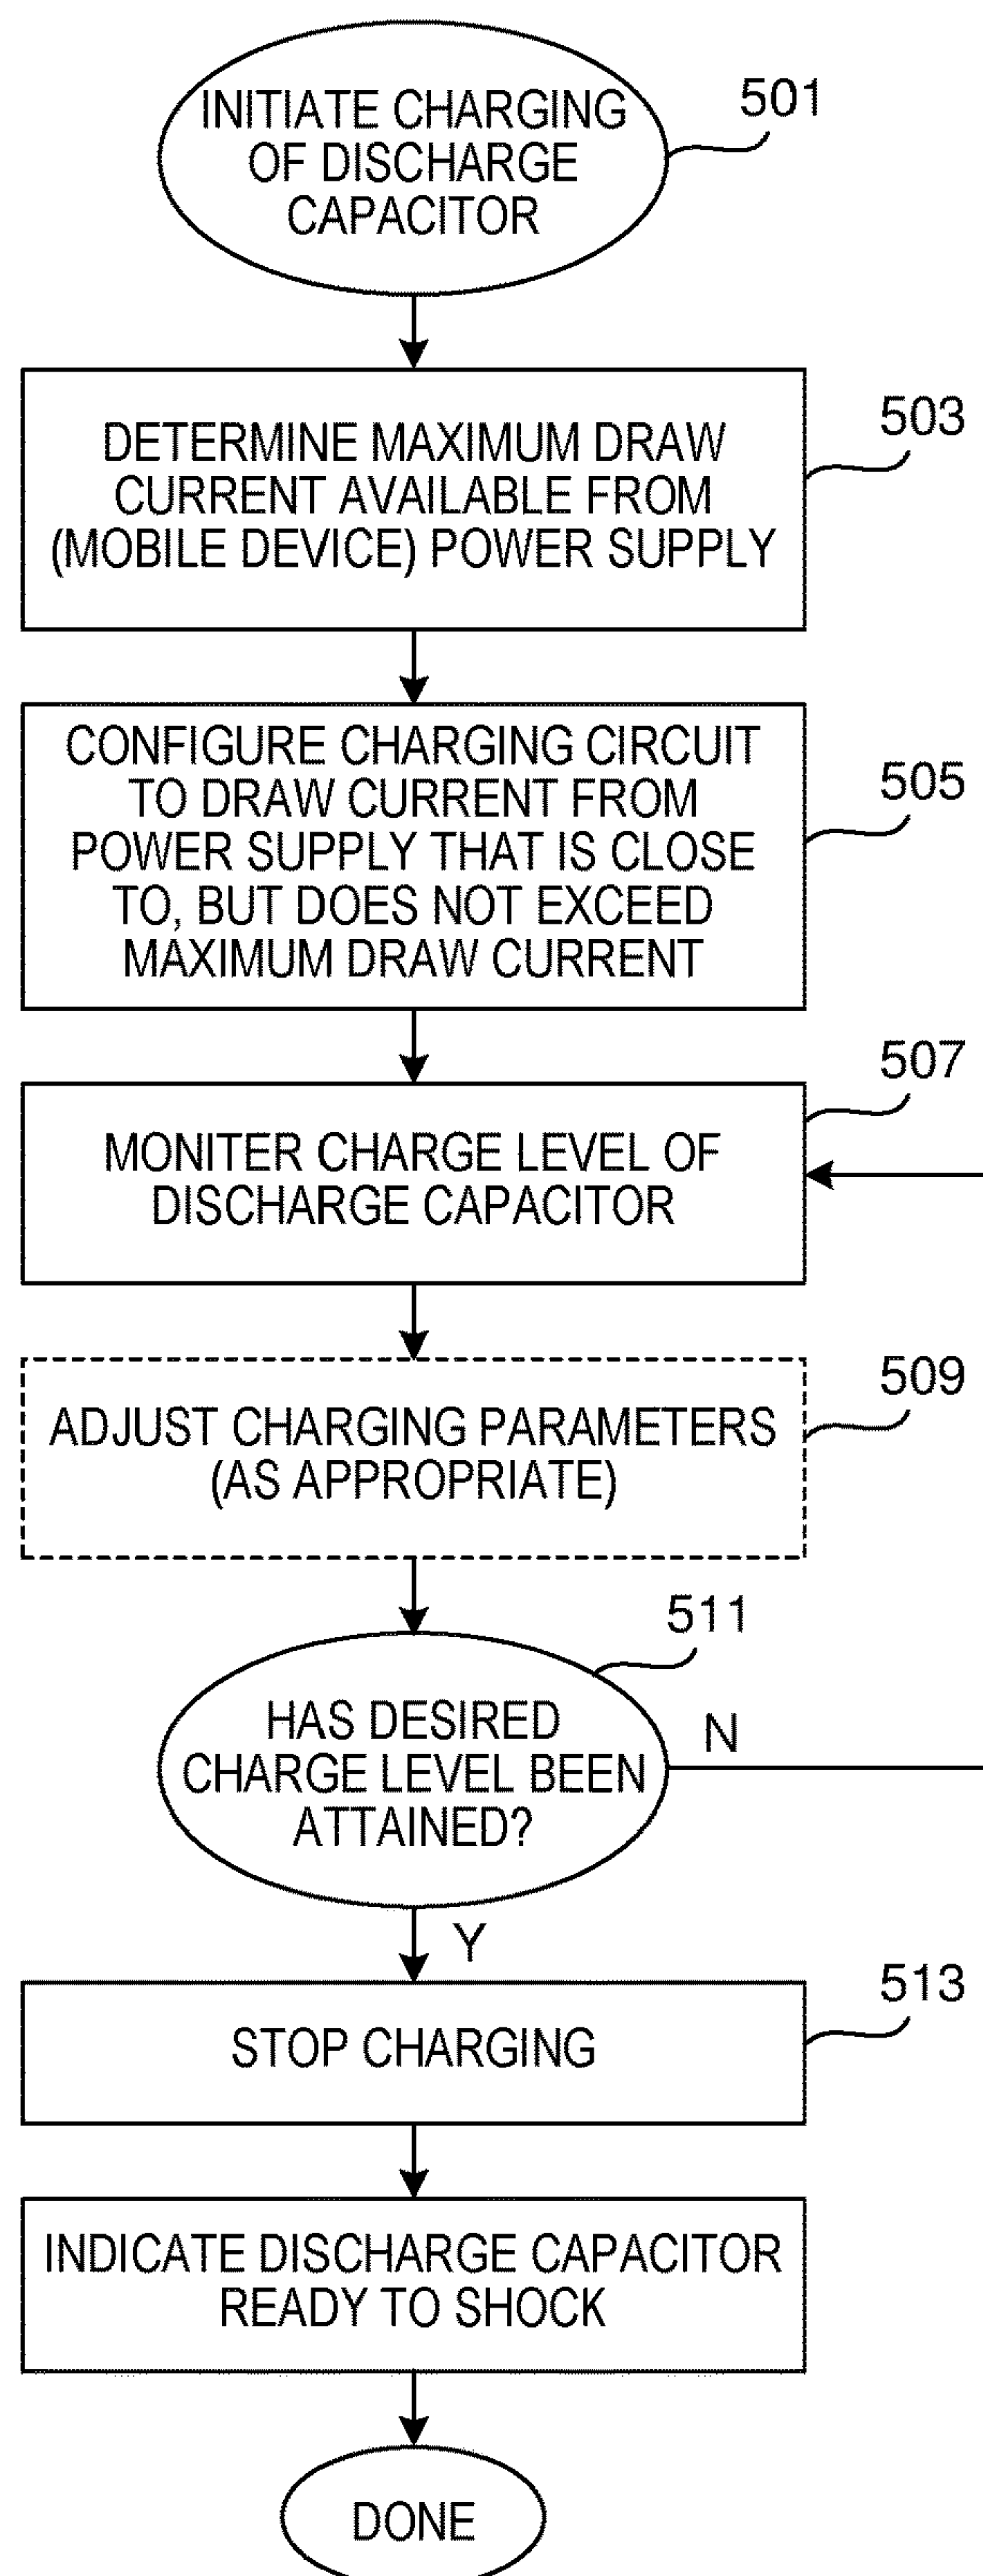 INITIATE CHARGING
OF DISCHARGE
CAPACITOR
501
DETERMINE MAXIMUM DRAW
CURRENT AVAILABLE FROM
(MOBILE DEVICE) POWER SUPPLY
503
CONFIGURE CHARGING CIRCUIT
TO DRAW CURRENT FROM
POWER SUPPLY THAT IS CLOSE
TO, BUT DOES NOT EXCEED
MAXIMUM DRAW CURRENT
505
MONITER CHARGE LEVEL OF
DISCHARGE CAPACITOR
507
ADJUST CHARGING PARAMETERS
(AS APPROPRIATE)
509
HAS DESIRED
CHARGE LEVEL BEEN
ATTAINED?
511
N
Y
STOP CHARGING
513
INDICATE DISCHARGE CAPACITOR
READY TO SHOCK
DONE